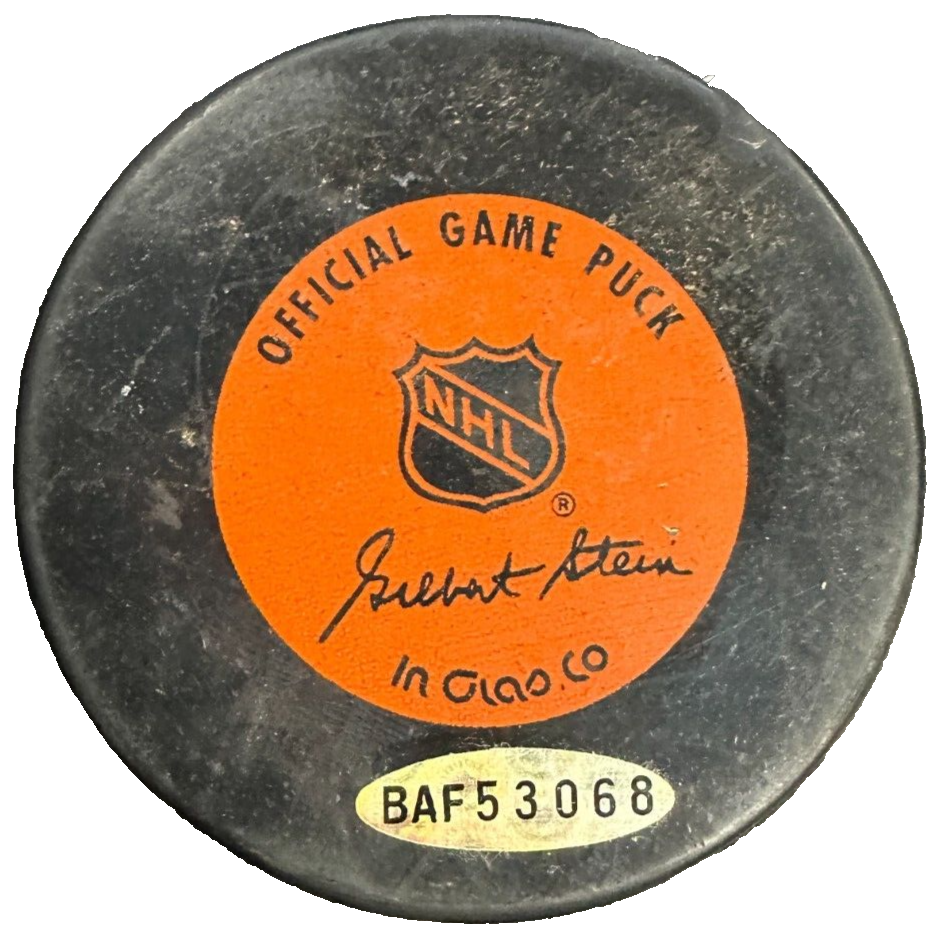 OFFICIAL GAME PUCK
NHL
®
Gilbert Stein
In Glas Co
BAF53068